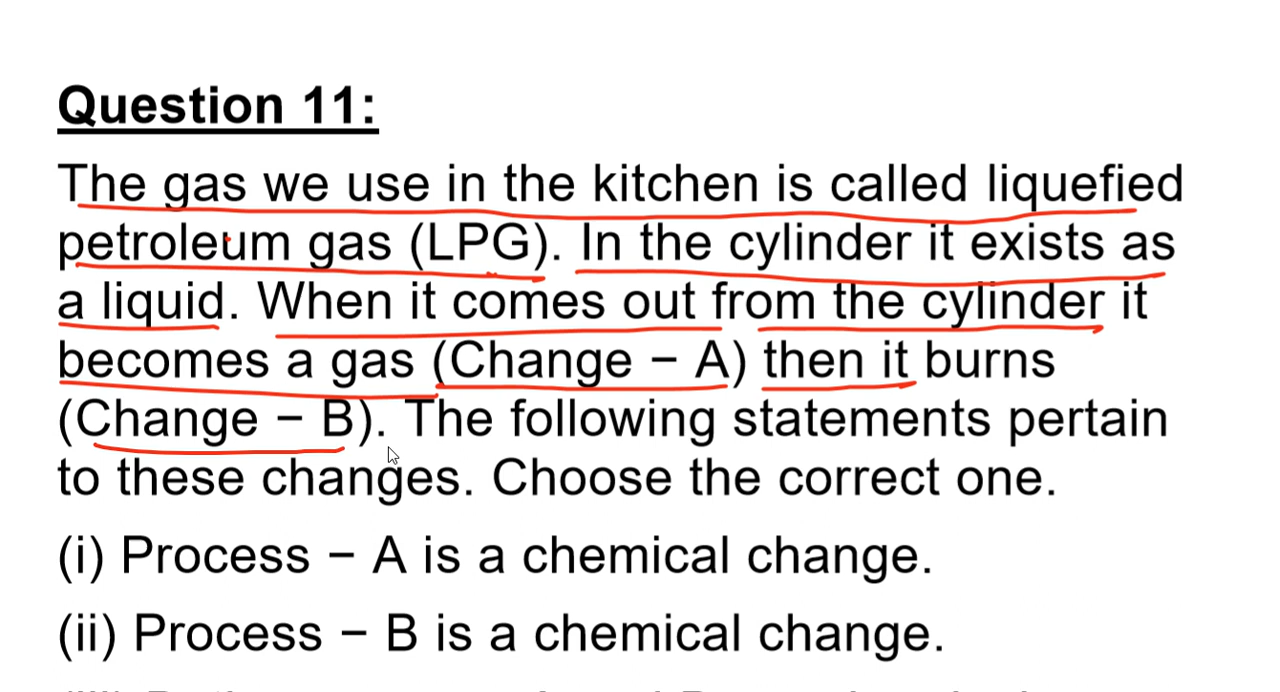 Question 11:
The gas we use in the kitchen is called liquefied
petroleum gas (LPG). In the cylinder it exists as
a liquid. When it comes out from the cylinder it
becomes a gas (Change – A) then it burns
(Change – B). The following statements pertain
to these changes. Choose the correct one.
(i) Process – A is a chemical change.
(ii) Process – B is a chemical change.